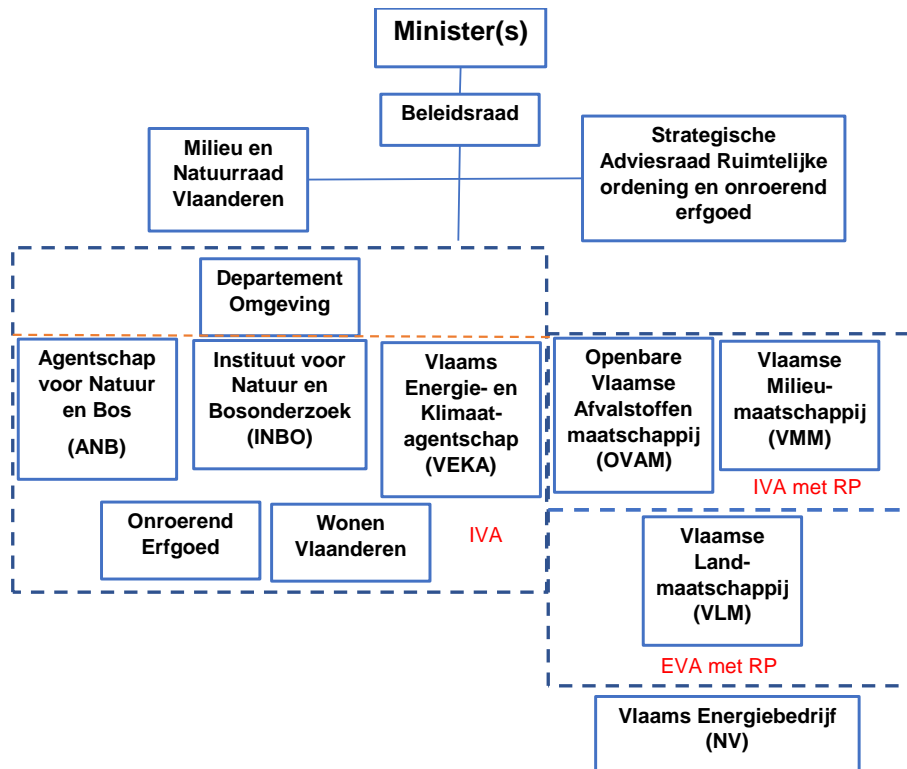 Minister(s)
Beleidsraad
Milieu en
Natuurraad
Vlaanderen
Strategische
Adviesraad Ruimtelijke
ordening en onroerend
erfgoed
Departement
Omgeving
Agentschap
voor Natuur
en Bos
(ANB)
Instituut voor
Natuur en
Bosonderzoek
(INBO)
Vlaams
Energie- en
Klimaat-
agentschap
(VEKA)
Openbare
Vlaamse
Afvalstoffen
maatschappij
(OVAM)
Vlaamse
Milieu-
maatschappij
(VMM)
IVA met RP
Onroerend
Erfgoed
Wonen
Vlaanderen
IVA
Vlaamse
Land-
maatschappij
(VLM)
EVA met RP
Vlaams Energiebedrijf
(NV)